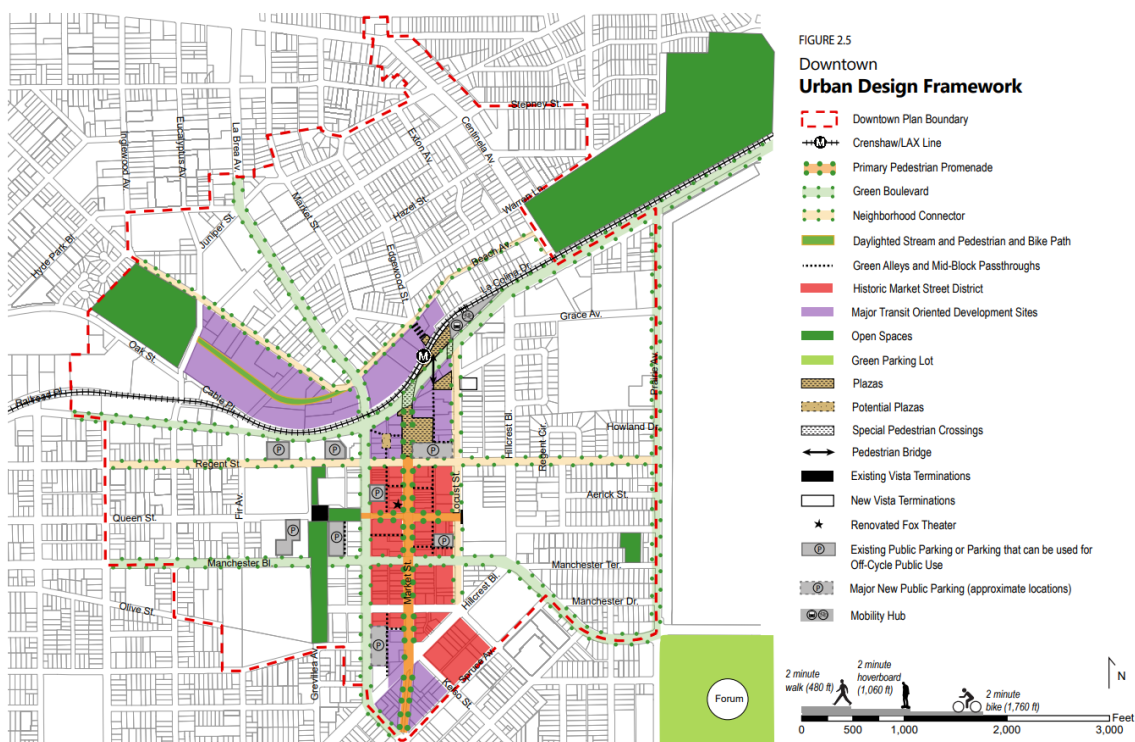 FIGURE 2.5
Downtown
Urban Design Framework
Downtown Plan Boundary
M
Crenshaw/LAX Line
Primary Pedestrian Promenade
Green Boulevard
Neighborhood Connector
Daylighted Stream and Pedestrian and Bike Path
Green Alleys and Mid-Block Passthroughs
Historic Market Street District
Major Transit Oriented Development Sites
Open Spaces
Green Parking Lot
Plazas
Potential Plazas
Special Pedestrian Crossings
Pedestrian Bridge
Existing Vista Terminations
New Vista Terminations
Renovated Fox Theater
P
Existing Public Parking or Parking that can be used for
Off-Cycle Public Use
P
Major New Public Parking (approximate locations)
Mobility Hub
2 minute
walk (480 ft)
2 minute
hoverboard
(1,060 ft)
2 minute
bike (1,760 ft)
N
Feet
0
500
1,000
2,000
3,000
Stepney St.
Inglewood Av.
Eucalyptus Av.
La Brea Av.
Exton Av.
Centinela Av.
Warren La.
Market St.
Hazel St.
Juniper St.
Edgewood St.
Beach Av.
La Colina Dr.
Hyde Park Bl.
Grace Av.
Oak St.
M
Prairie Av.
Cable Pl.
Railroad Pl.
Hillcrest Bl.
Regent Cir.
Howland Dr.
P
P
P
Regent St.
Locust St.
Fir Av.
P
Aerick St.
Queen St.
P
P
P
Manchester Bl.
Manchester Ter.
Market St.
Hillcrest Bl.
Manchester Dr.
Olive St.
P
Grevillea Av.
Spruce Av.
Kelso St.
Forum